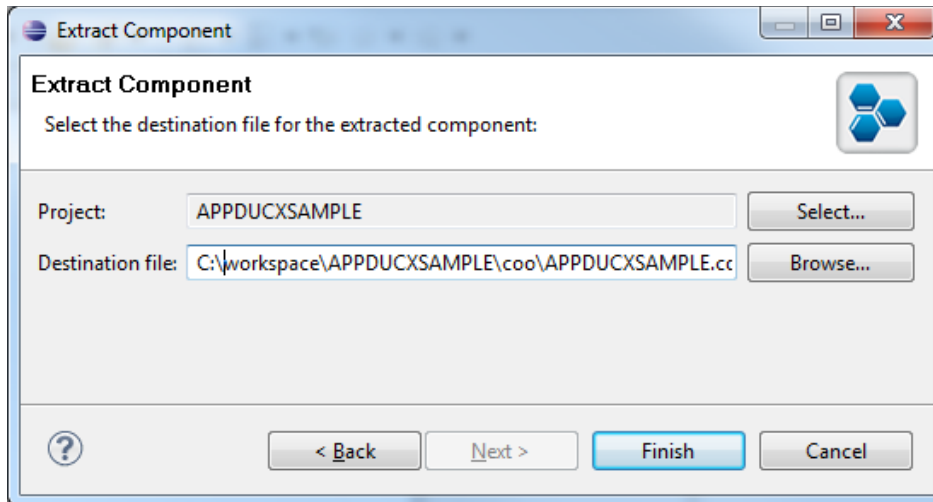 Extract Component
Extract Component
Select the destination file for the extracted component:
Project: APPDUCXSAMPLE Select...
Destination file: C:\workspace\APPDUCXSAMPLE\coo\APPDUCXSAMPLE.cc Browse...
? < Back Next > Finish Cancel